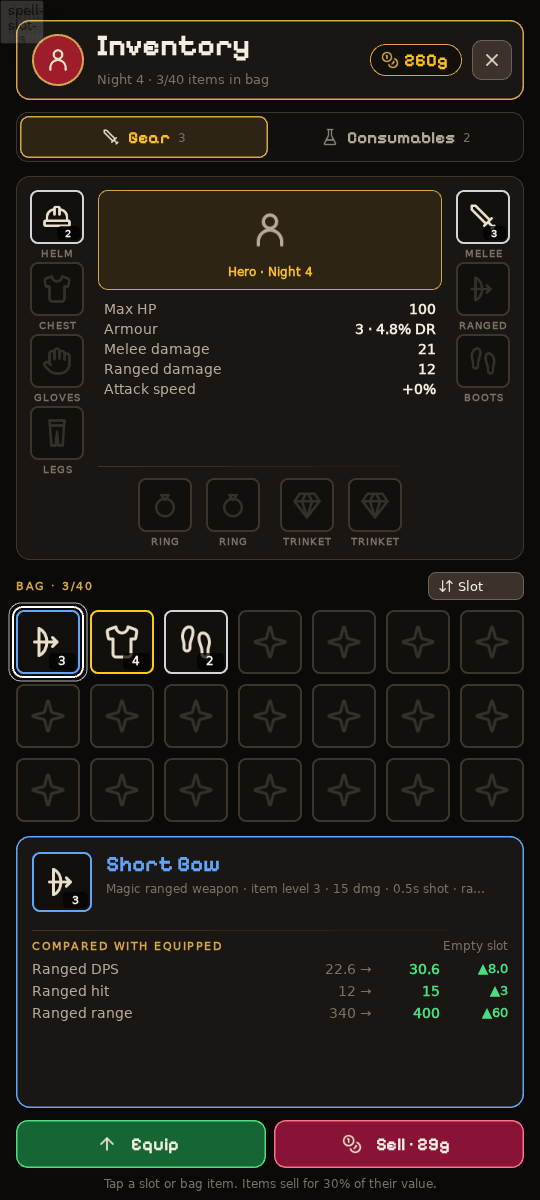 spell-
slot-
Inventory
Night 4 · 3/40 items in bag
260g
Gear 3
Consumables 2
2
HELM
CHEST
GLOVES
LEGS
Hero · Night 4
Max HP 100
Armour 3 · 4.8% DR
Melee damage 21
Ranged damage 12
Attack speed +0%
3
MELEE
RANGED
BOOTS
RING
RING
TRINKET
TRINKET
BAG · 3/40
Slot
3
4
2
3
Short Bow
Magic ranged weapon · item level 3 · 15 dmg · 0.5s shot · ra...
COMPARED WITH EQUIPPED Empty slot
Ranged DPS 22.6 → 30.6 ▲8.0
Ranged hit 12 → 15 ▲3
Ranged range 340 → 400 ▲60
Equip
Sell · 29g
Tap a slot or bag item. Items sell for 30% of their value.